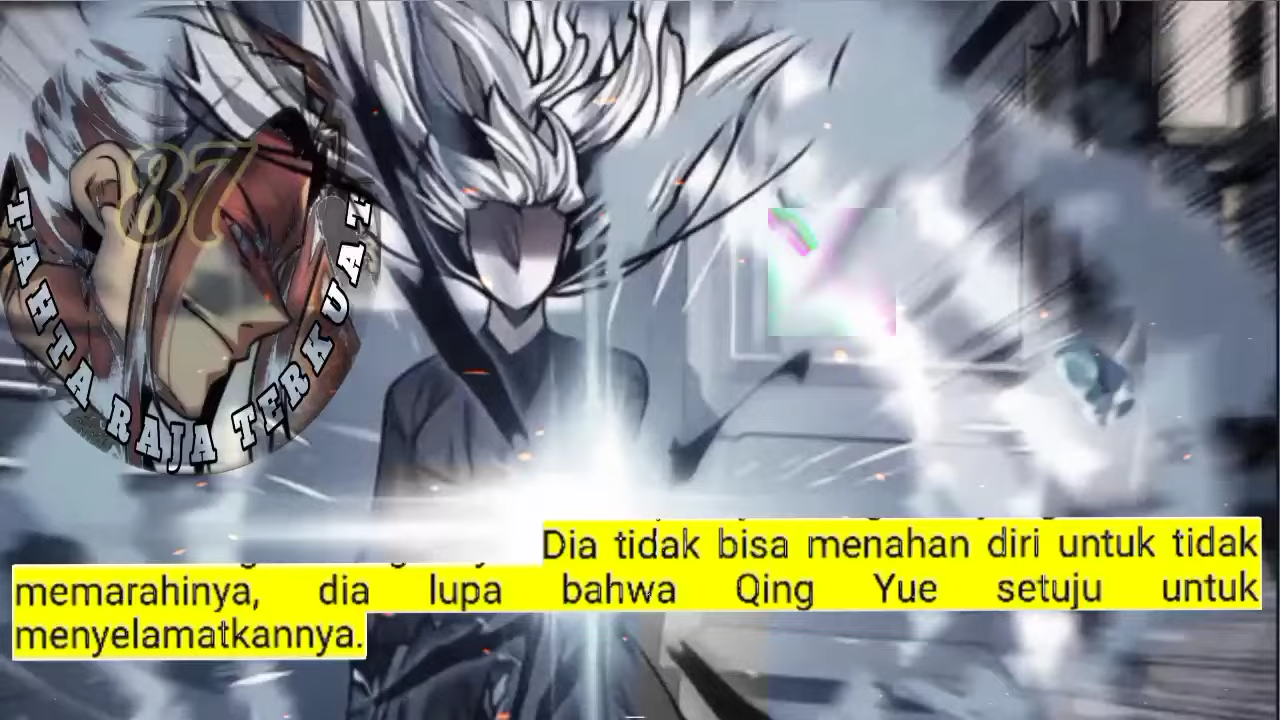 87
TAHTA RAJA TERKUAT
Dia tidak bisa menahan diri untuk tidak
memarahinya, dia lupa bahwa Qing Yue setuju untuk
menyelamatkannya.